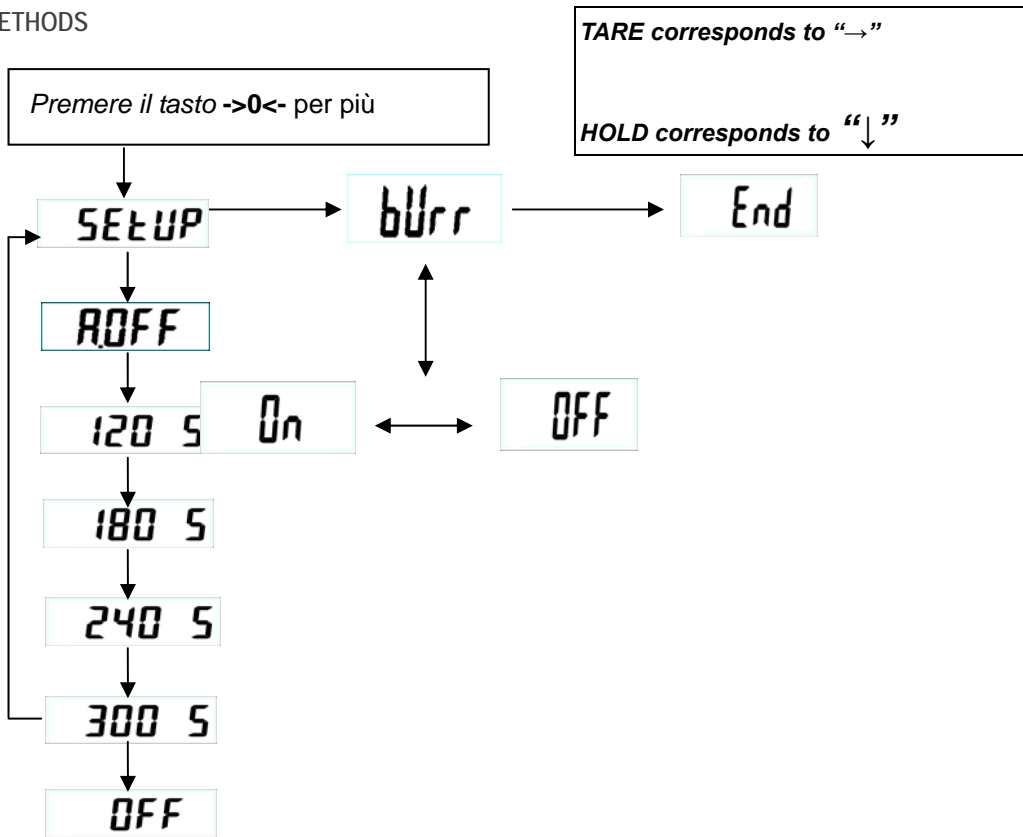 ETHODS
TARE corresponds to “→”
HOLD corresponds to “↓”
Premere il tasto ->0<- per più
SEtUP
bUrr
End
A.OFF
120 S
On
OFF
180 S
240 S
300 S
OFF